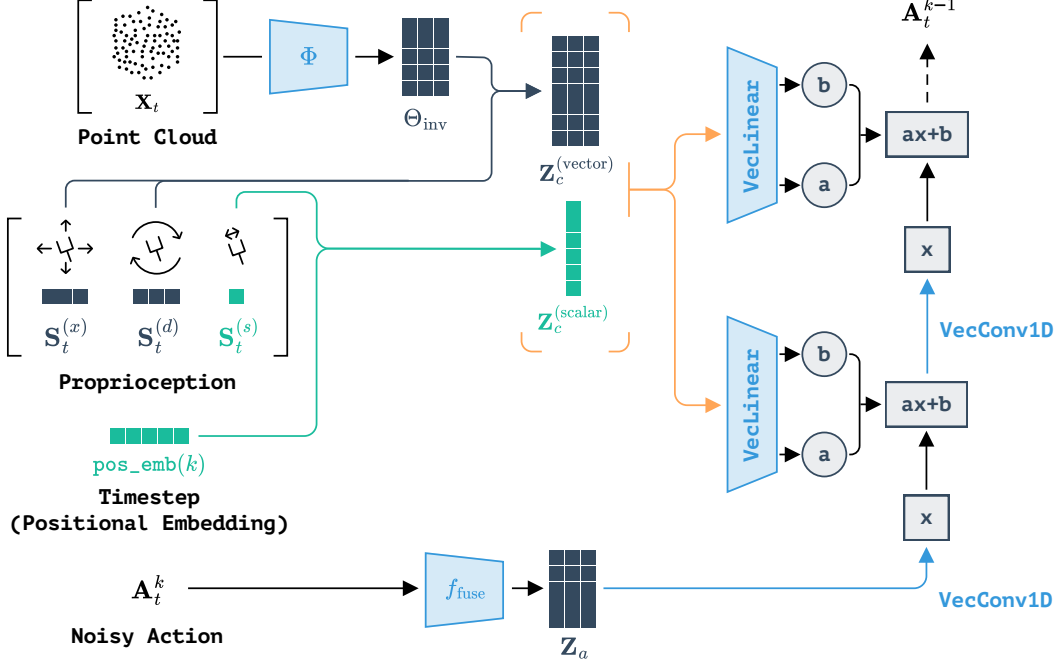 X_t
Point Cloud
Φ
Θ_inv
Z_c^(vector)
Z_c^(scalar)
S_t^(x)
S_t^(d)
S_t^(s)
Proprioception
pos_emb(k)
Timestep
(Positional Embedding)
A_t^k
Noisy Action
f_fuse
Z_a
VecLinear
b
a
ax+b
A_t^{k-1}
x
VecConv1D
VecLinear
b
a
ax+b
x
VecConv1D